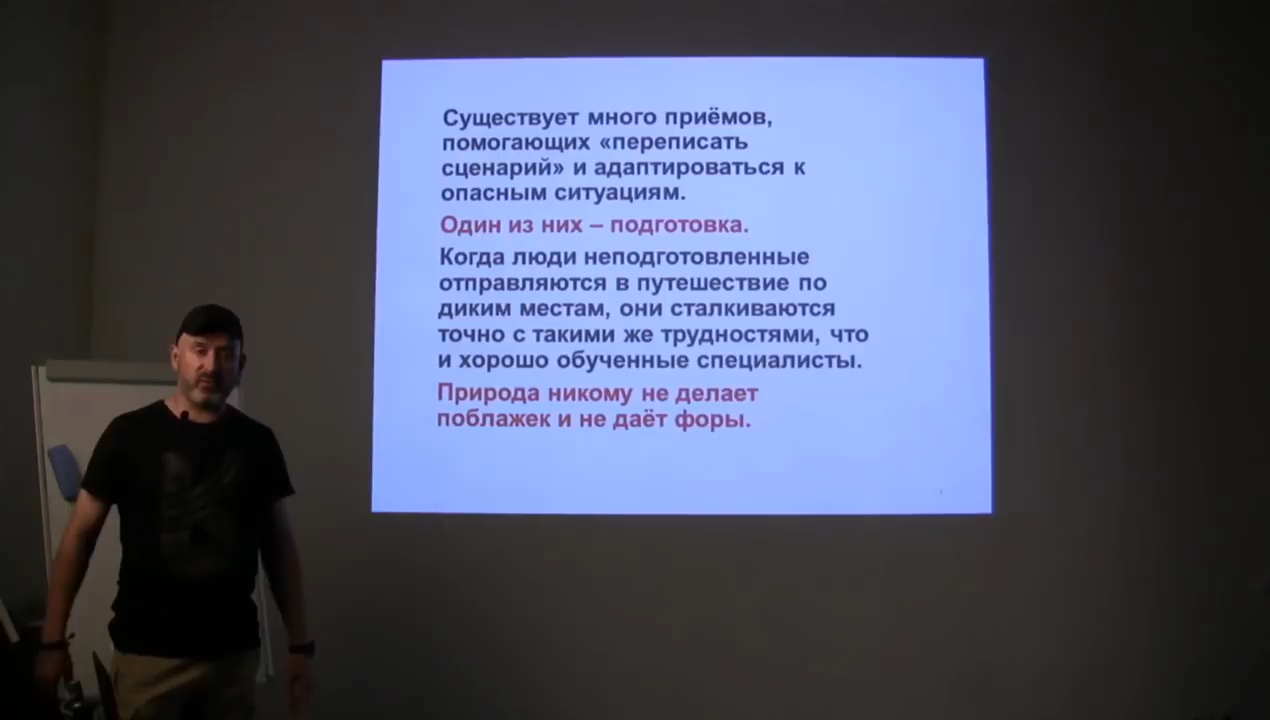 Существует много приёмов,
помогающих «переписать
сценарий» и адаптироваться к
опасным ситуациям.
Один из них – подготовка.
Когда люди неподготовленные
отправляются в путешествие по
диким местам, они сталкиваются
точно с такими же трудностями, что
и хорошо обученные специалисты.
Природа никому не делает
поблажек и не даёт форы.